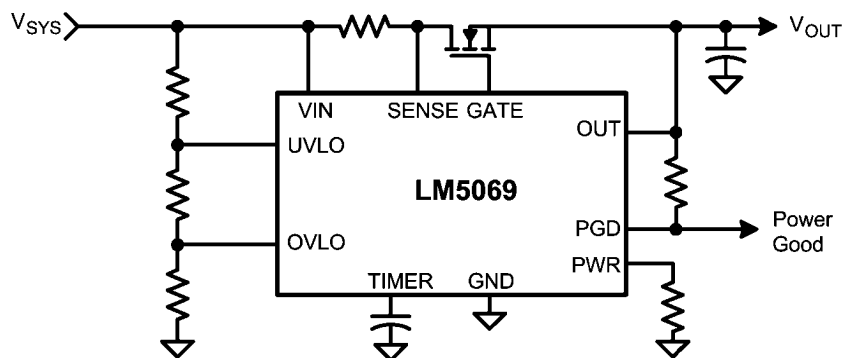 VSYS
VOUT
VIN
SENSE GATE
OUT
UVLO
LM5069
OVLO
PGD
Power
Good
PWR
TIMER
GND